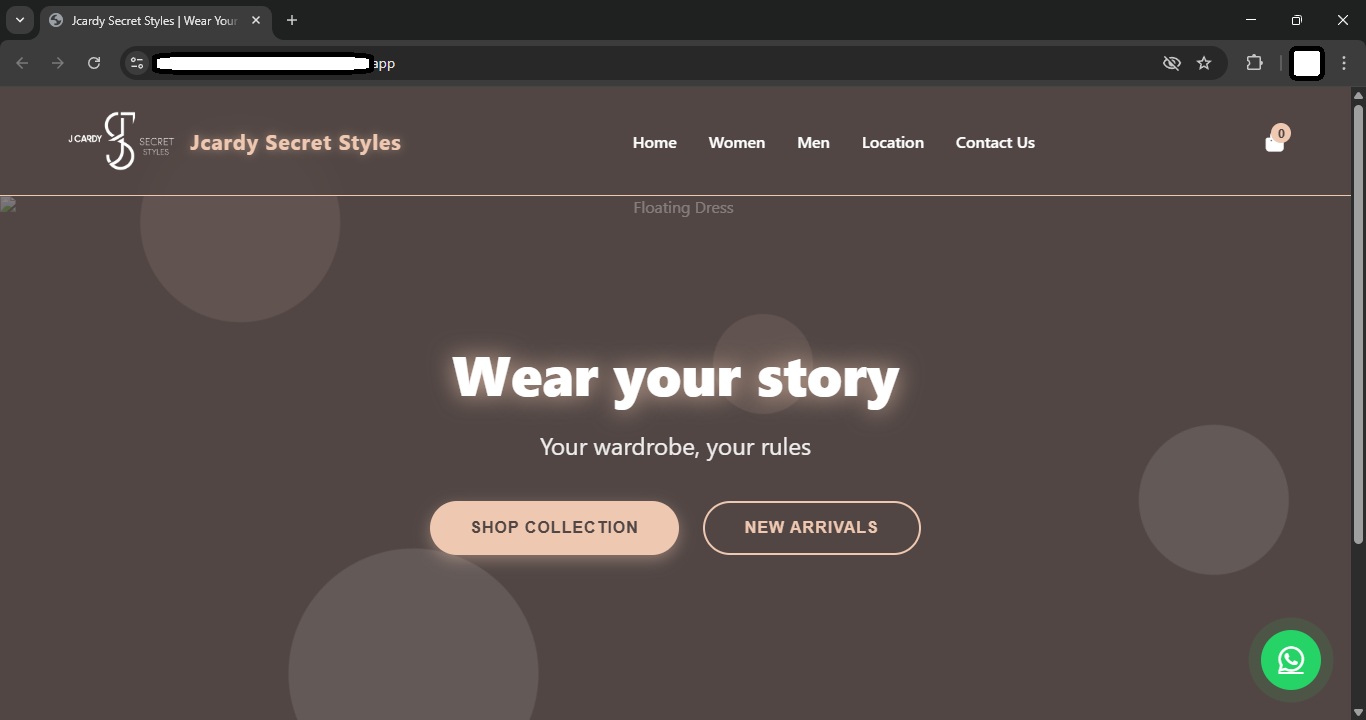 Jcardy Secret Styles | Wear Your
app
J CARDY
SECRET
STYLES
Jcardy Secret Styles
Home
Women
Men
Location
Contact Us
0
Floating Dress
Wear your story
Your wardrobe, your rules
SHOP COLLECTION
NEW ARRIVALS